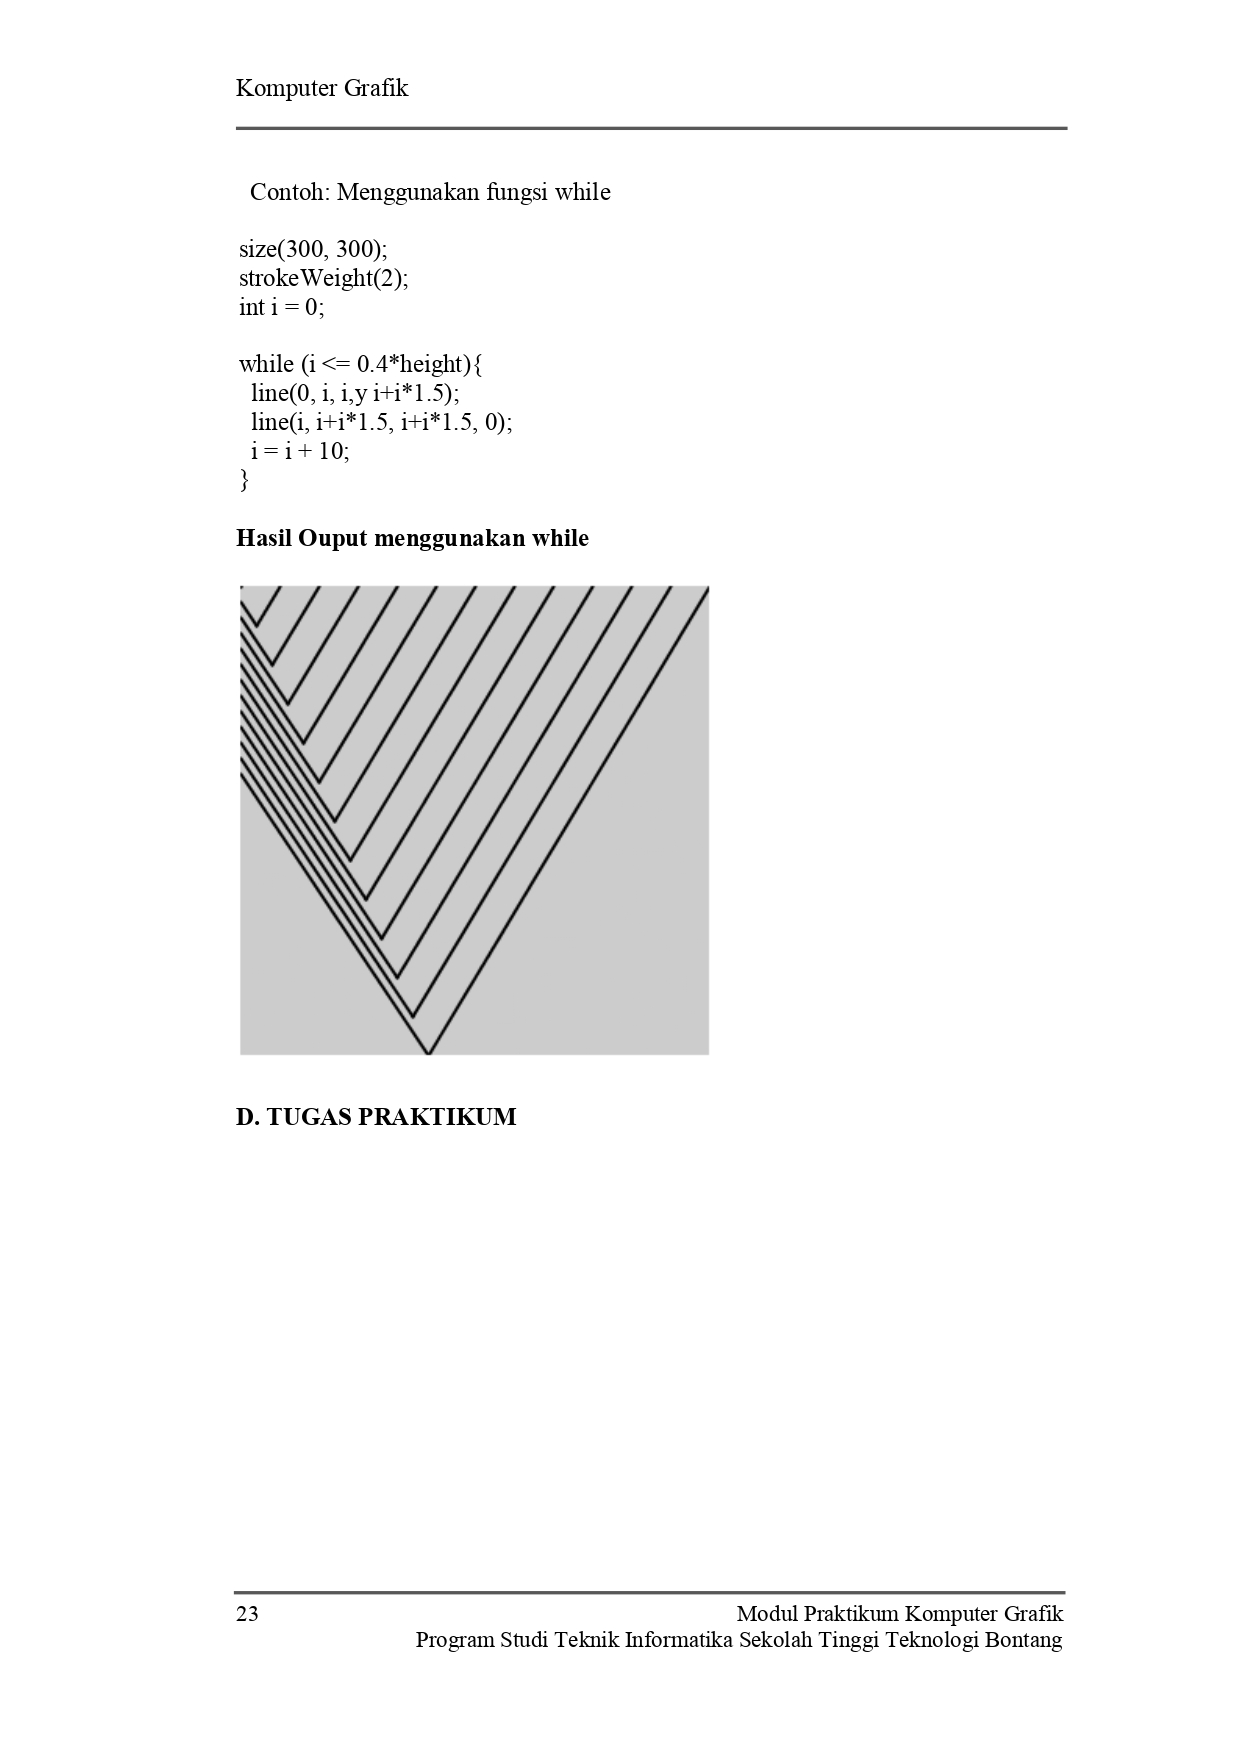 Komputer Grafik
Contoh: Menggunakan fungsi while
size(300, 300);
strokeWeight(2);
int i = 0;
while (i <= 0.4*height){
line(0, i, i,y i+i*1.5);
line(i, i+i*1.5, i+i*1.5, 0);
i = i + 10;
}
Hasil Ouput menggunakan while
D. TUGAS PRAKTIKUM
23 Modul Praktikum Komputer Grafik
Program Studi Teknik Informatika Sekolah Tinggi Teknologi Bontang